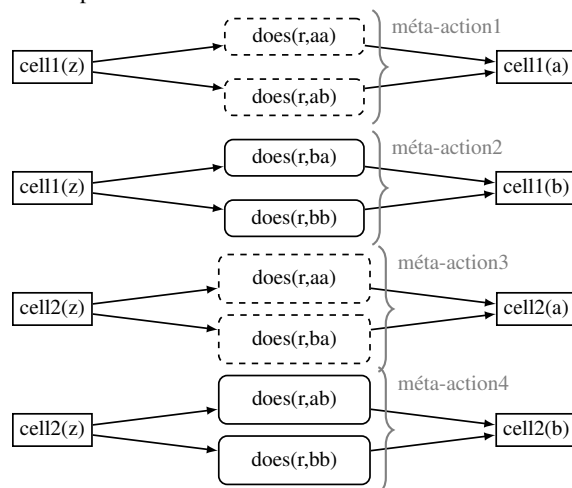 does(r,aa)
méta-action1
cell1(z)
cell1(a)
does(r,ab)
does(r,ba)
méta-action2
cell1(z)
cell1(b)
does(r,bb)
does(r,aa)
méta-action3
cell2(z)
cell2(a)
does(r,ba)
does(r,ab)
méta-action4
cell2(z)
cell2(b)
does(r,bb)